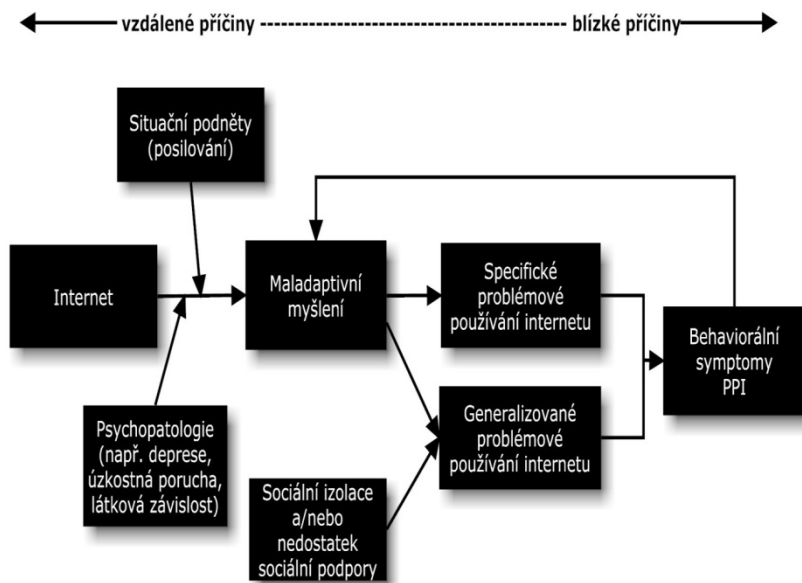 vzdálené příčiny ---------------------- blízké příčiny
Situační podněty
(posilování)
Internet
Maladaptivní
myšlení
Specifické
problémové
používání internetu
Behaviorální
symptomy
PPI
Psychopatologie
(např. deprese,
úzkostná porucha,
látková závislost)
Generalizované
problémové
používání internetu
Sociální izolace
a/nebo
nedostatek
sociální podpory